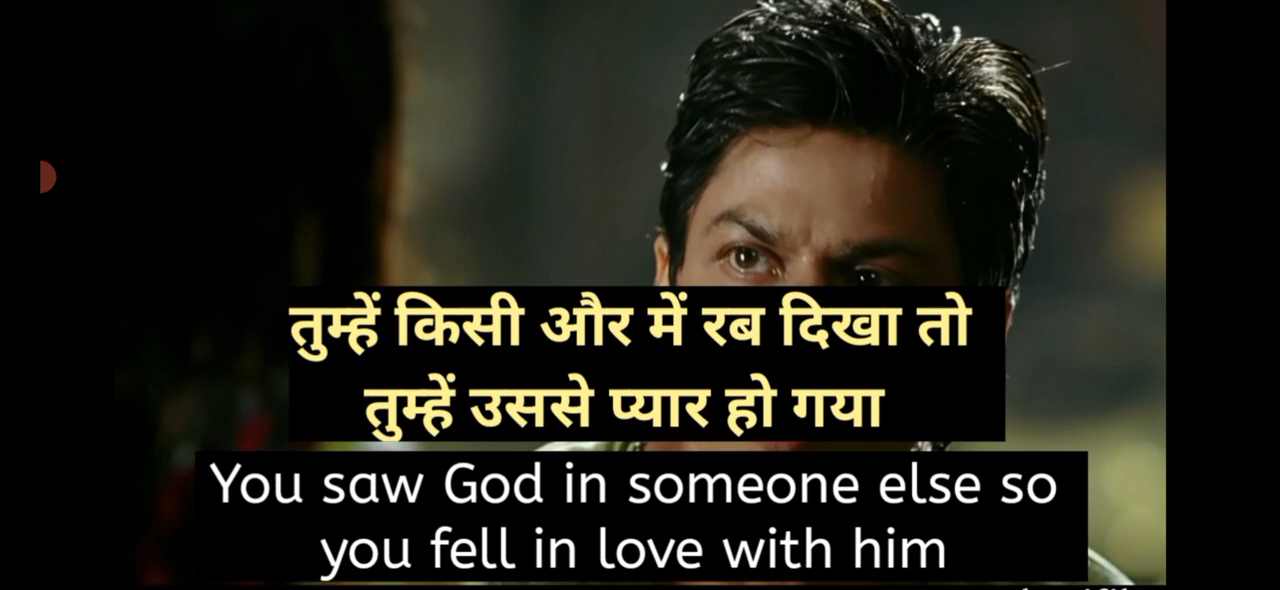 तुम्हें किसी और में रब दिखा तो
तुम्हें उससे प्यार हो गया
You saw God in someone else so
you fell in love with him